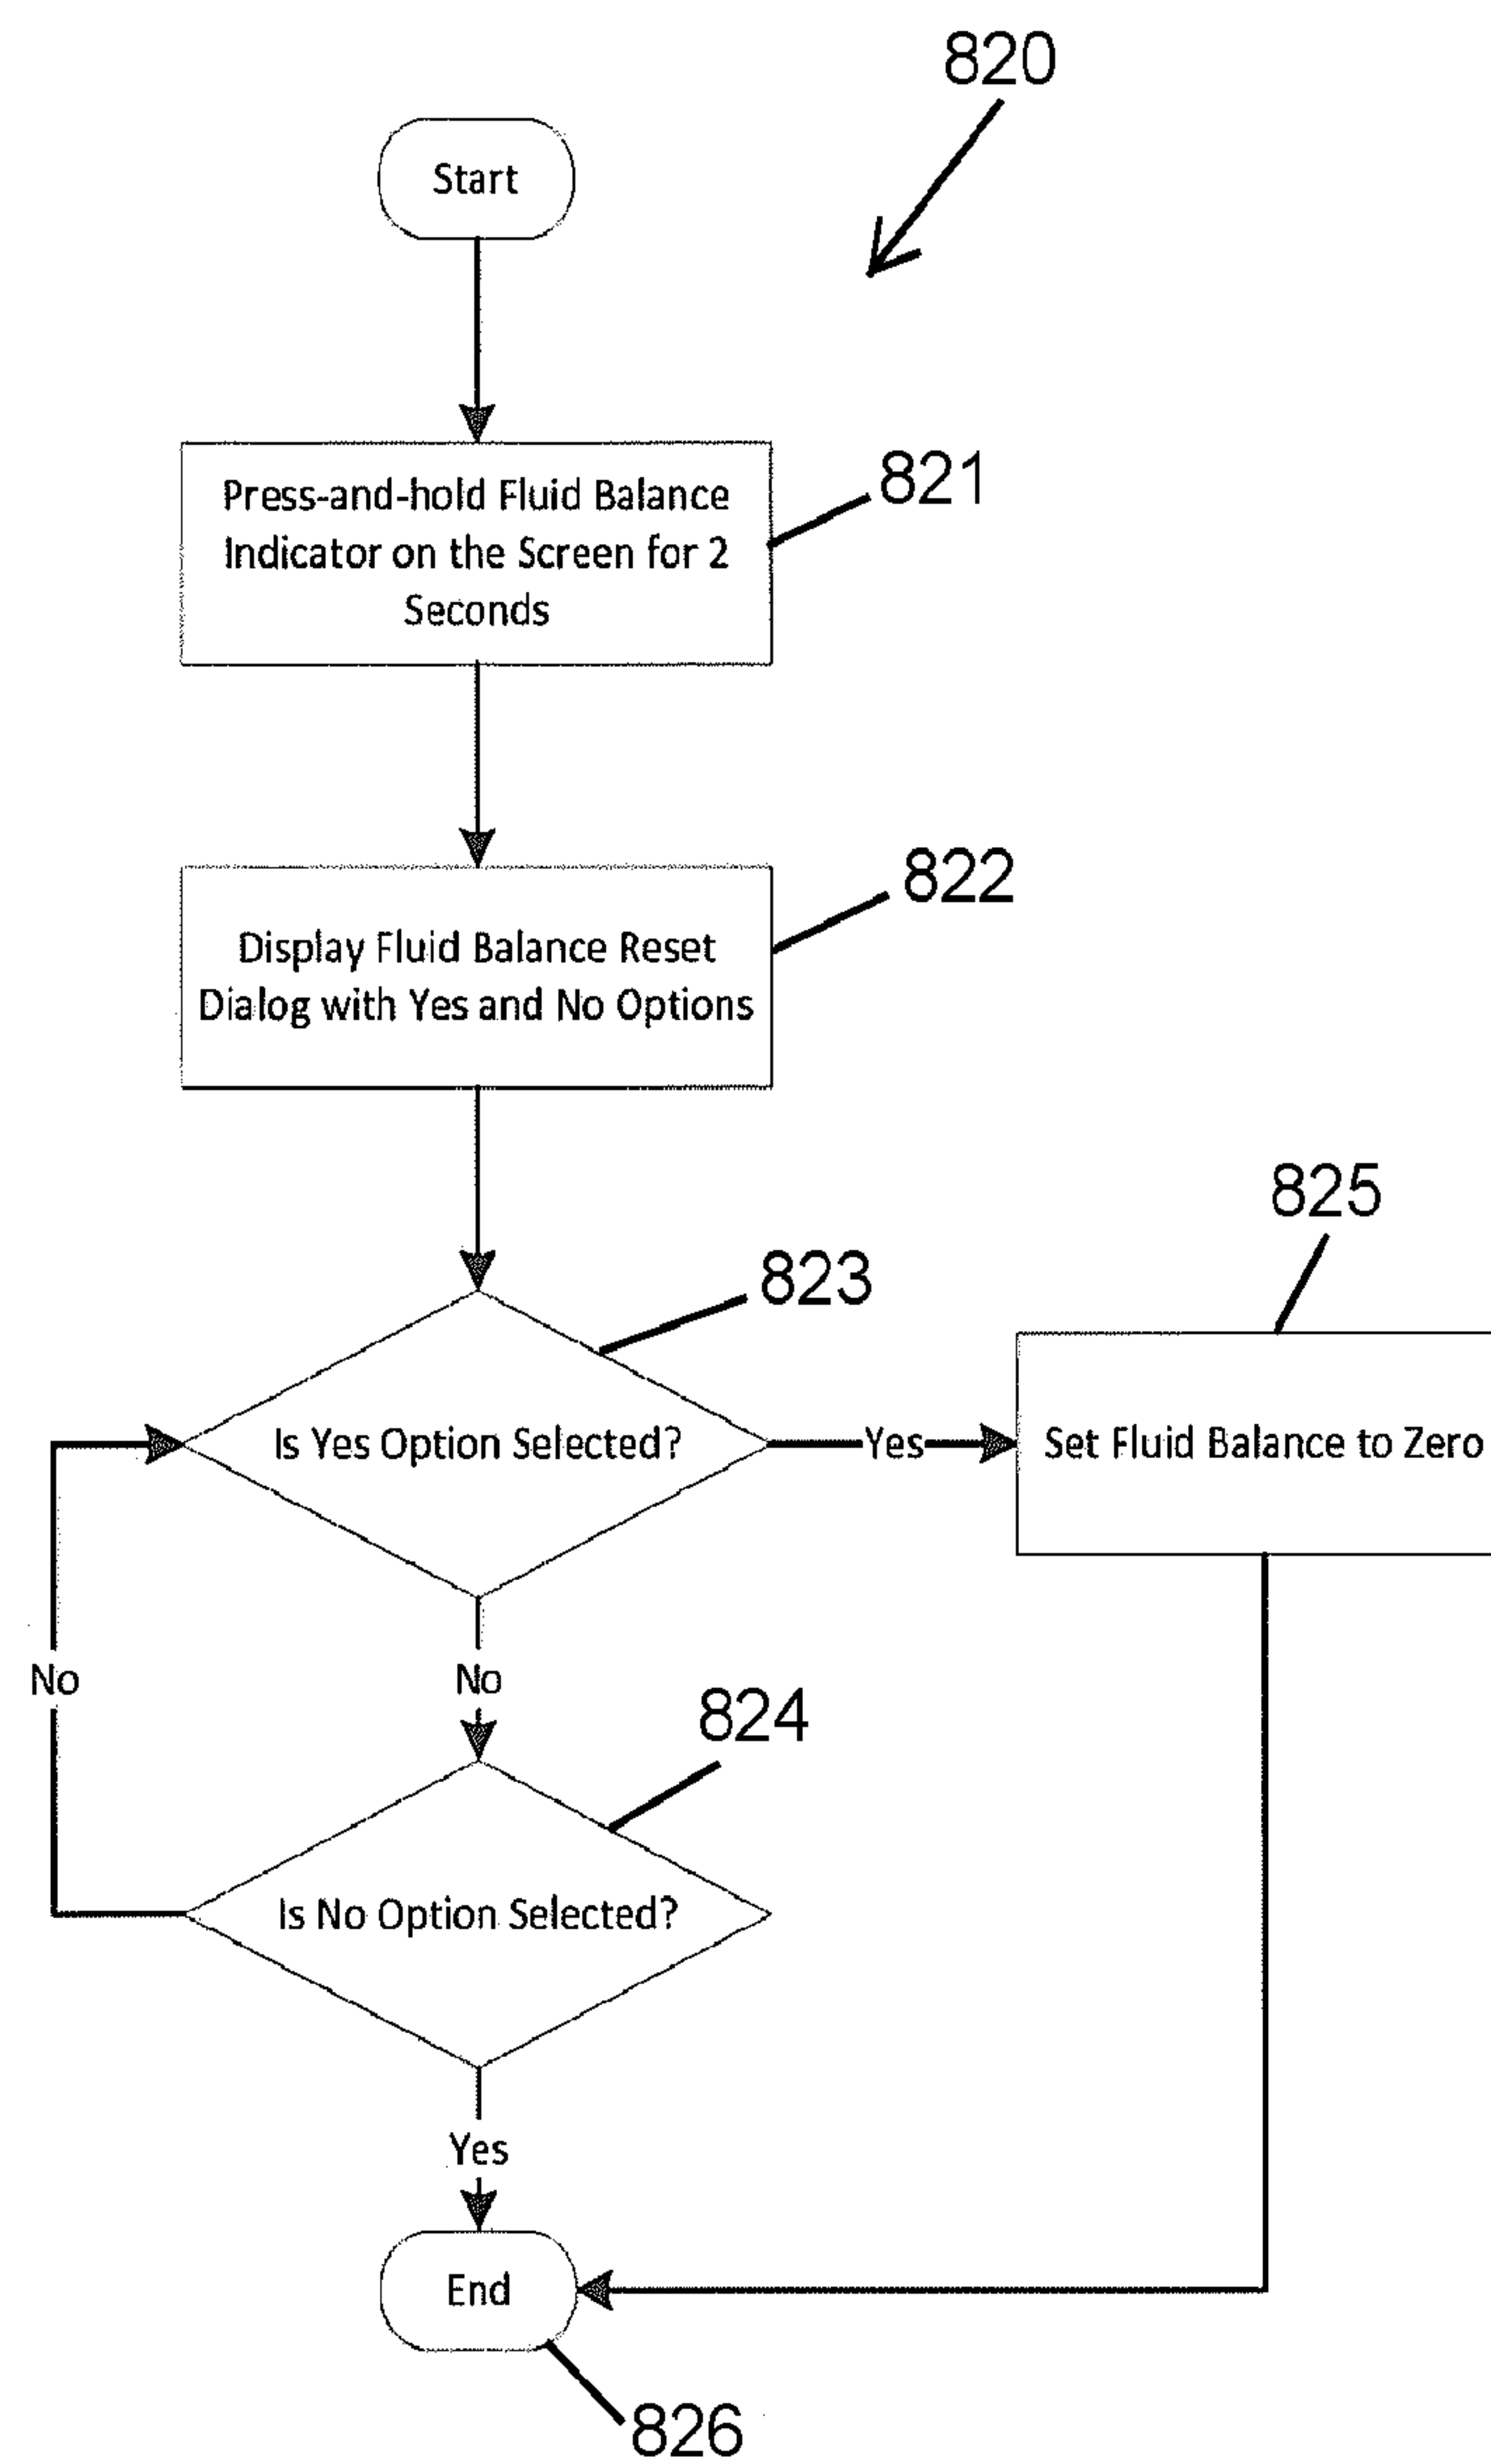 820
Start
Press-and-hold Fluid Balance
Indicator on the Screen for 2
Seconds
821
Display Fluid Balance Reset
Dialog with Yes and No Options
822
823
825
Is Yes Option Selected?
Yes
Set Fluid Balance to Zero
No
No
824
Is No Option Selected?
Yes
End
826